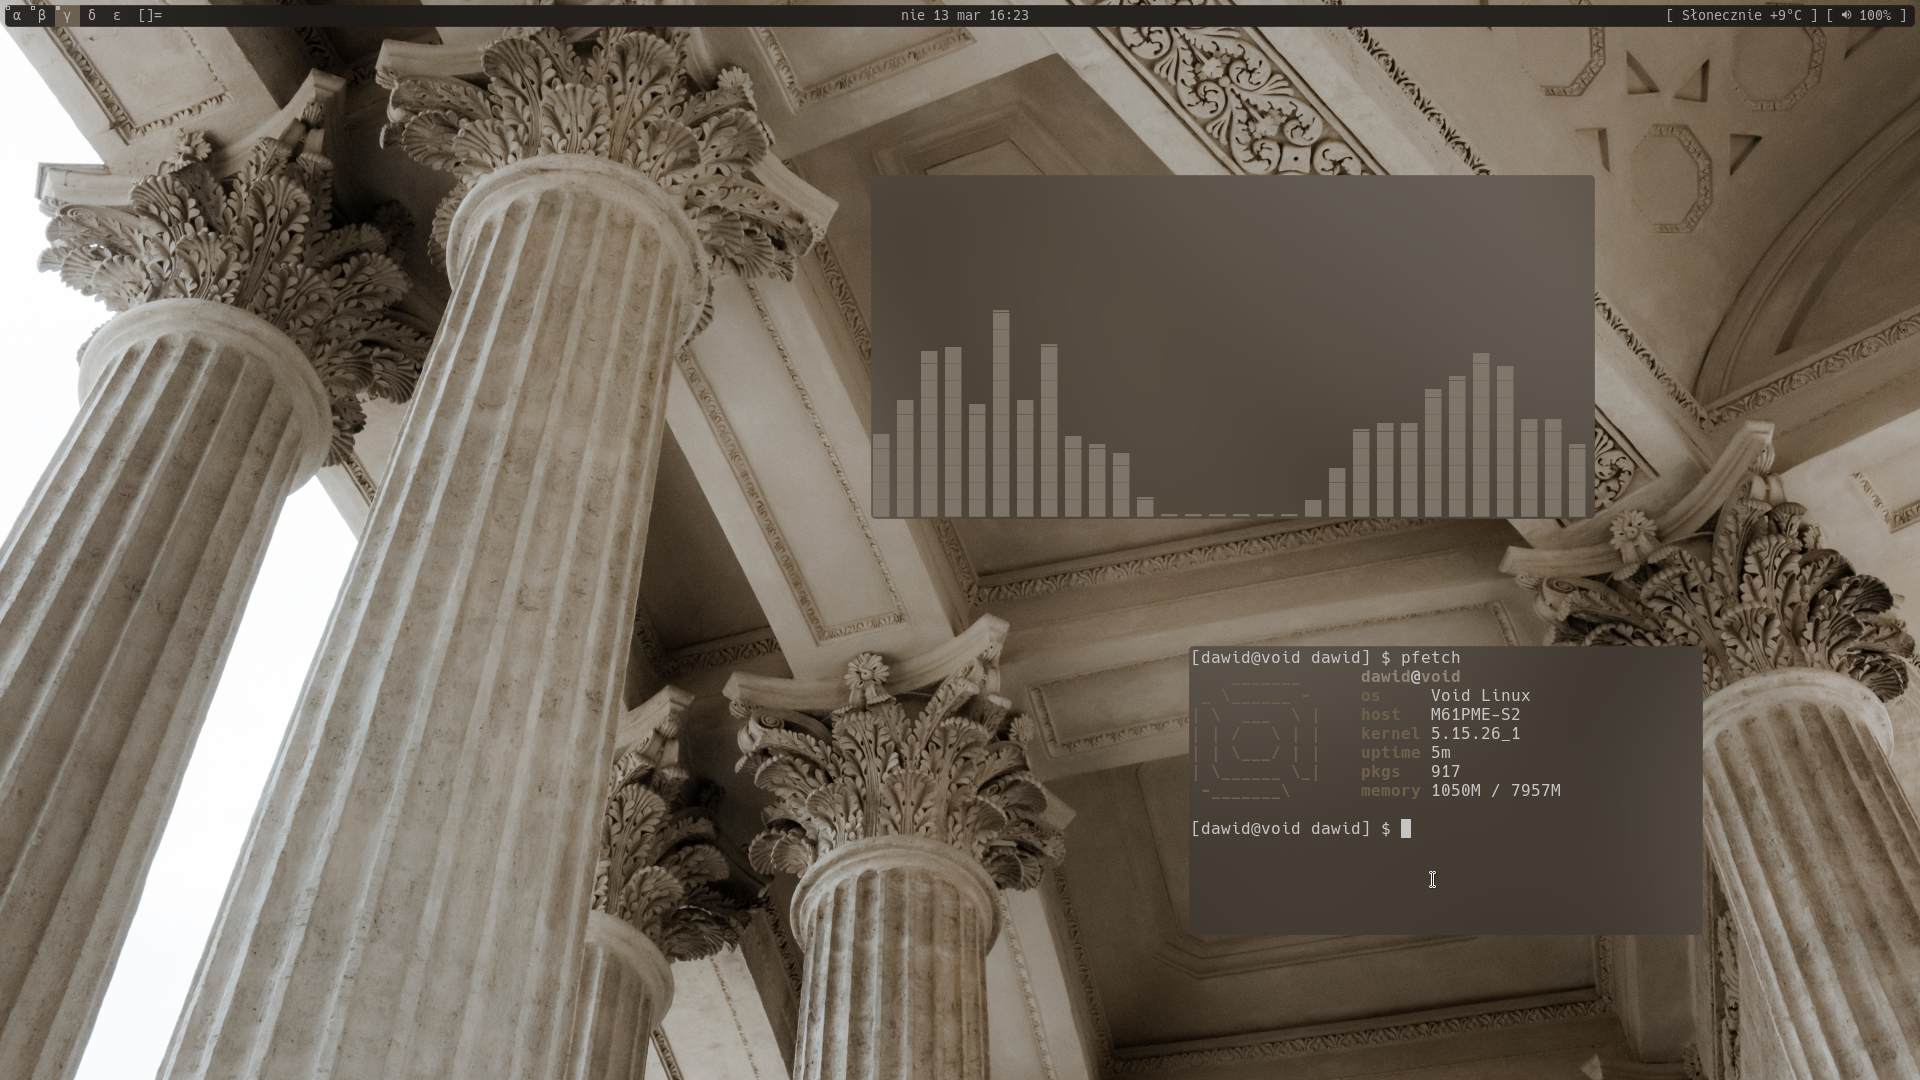 α β γ δ ε []=
nie 13 mar 16:23
[ Słonecznie +9°C ] [ 100% ]
[dawid@void dawid] $ pfetch
dawid@void
os Void Linux
host M61PME-S2
kernel 5.15.26_1
uptime 5m
pkgs 917
memory 1050M / 7957M
[dawid@void dawid] $